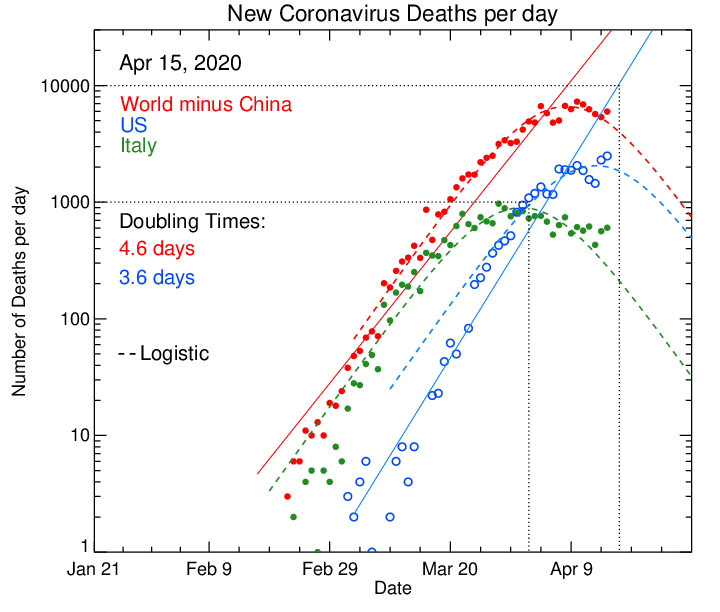 New Coronavirus Deaths per day
Apr 15, 2020
World minus China
US
Italy
Doubling Times:
4.6 days
3.6 days
--Logistic
Number of Deaths per day
10000
1000
100
10
1
Jan 21
Feb 9
Feb 29
Mar 20
Apr 9
Date